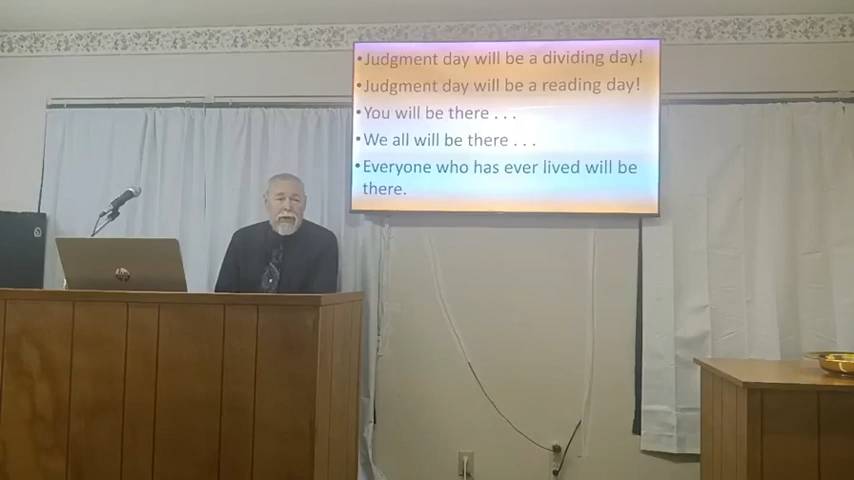 •Judgment day will be a dividing day!
•Judgment day will be a reading day!
•You will be there . . .
•We all will be there . . .
•Everyone who has ever lived will be
there.
hp